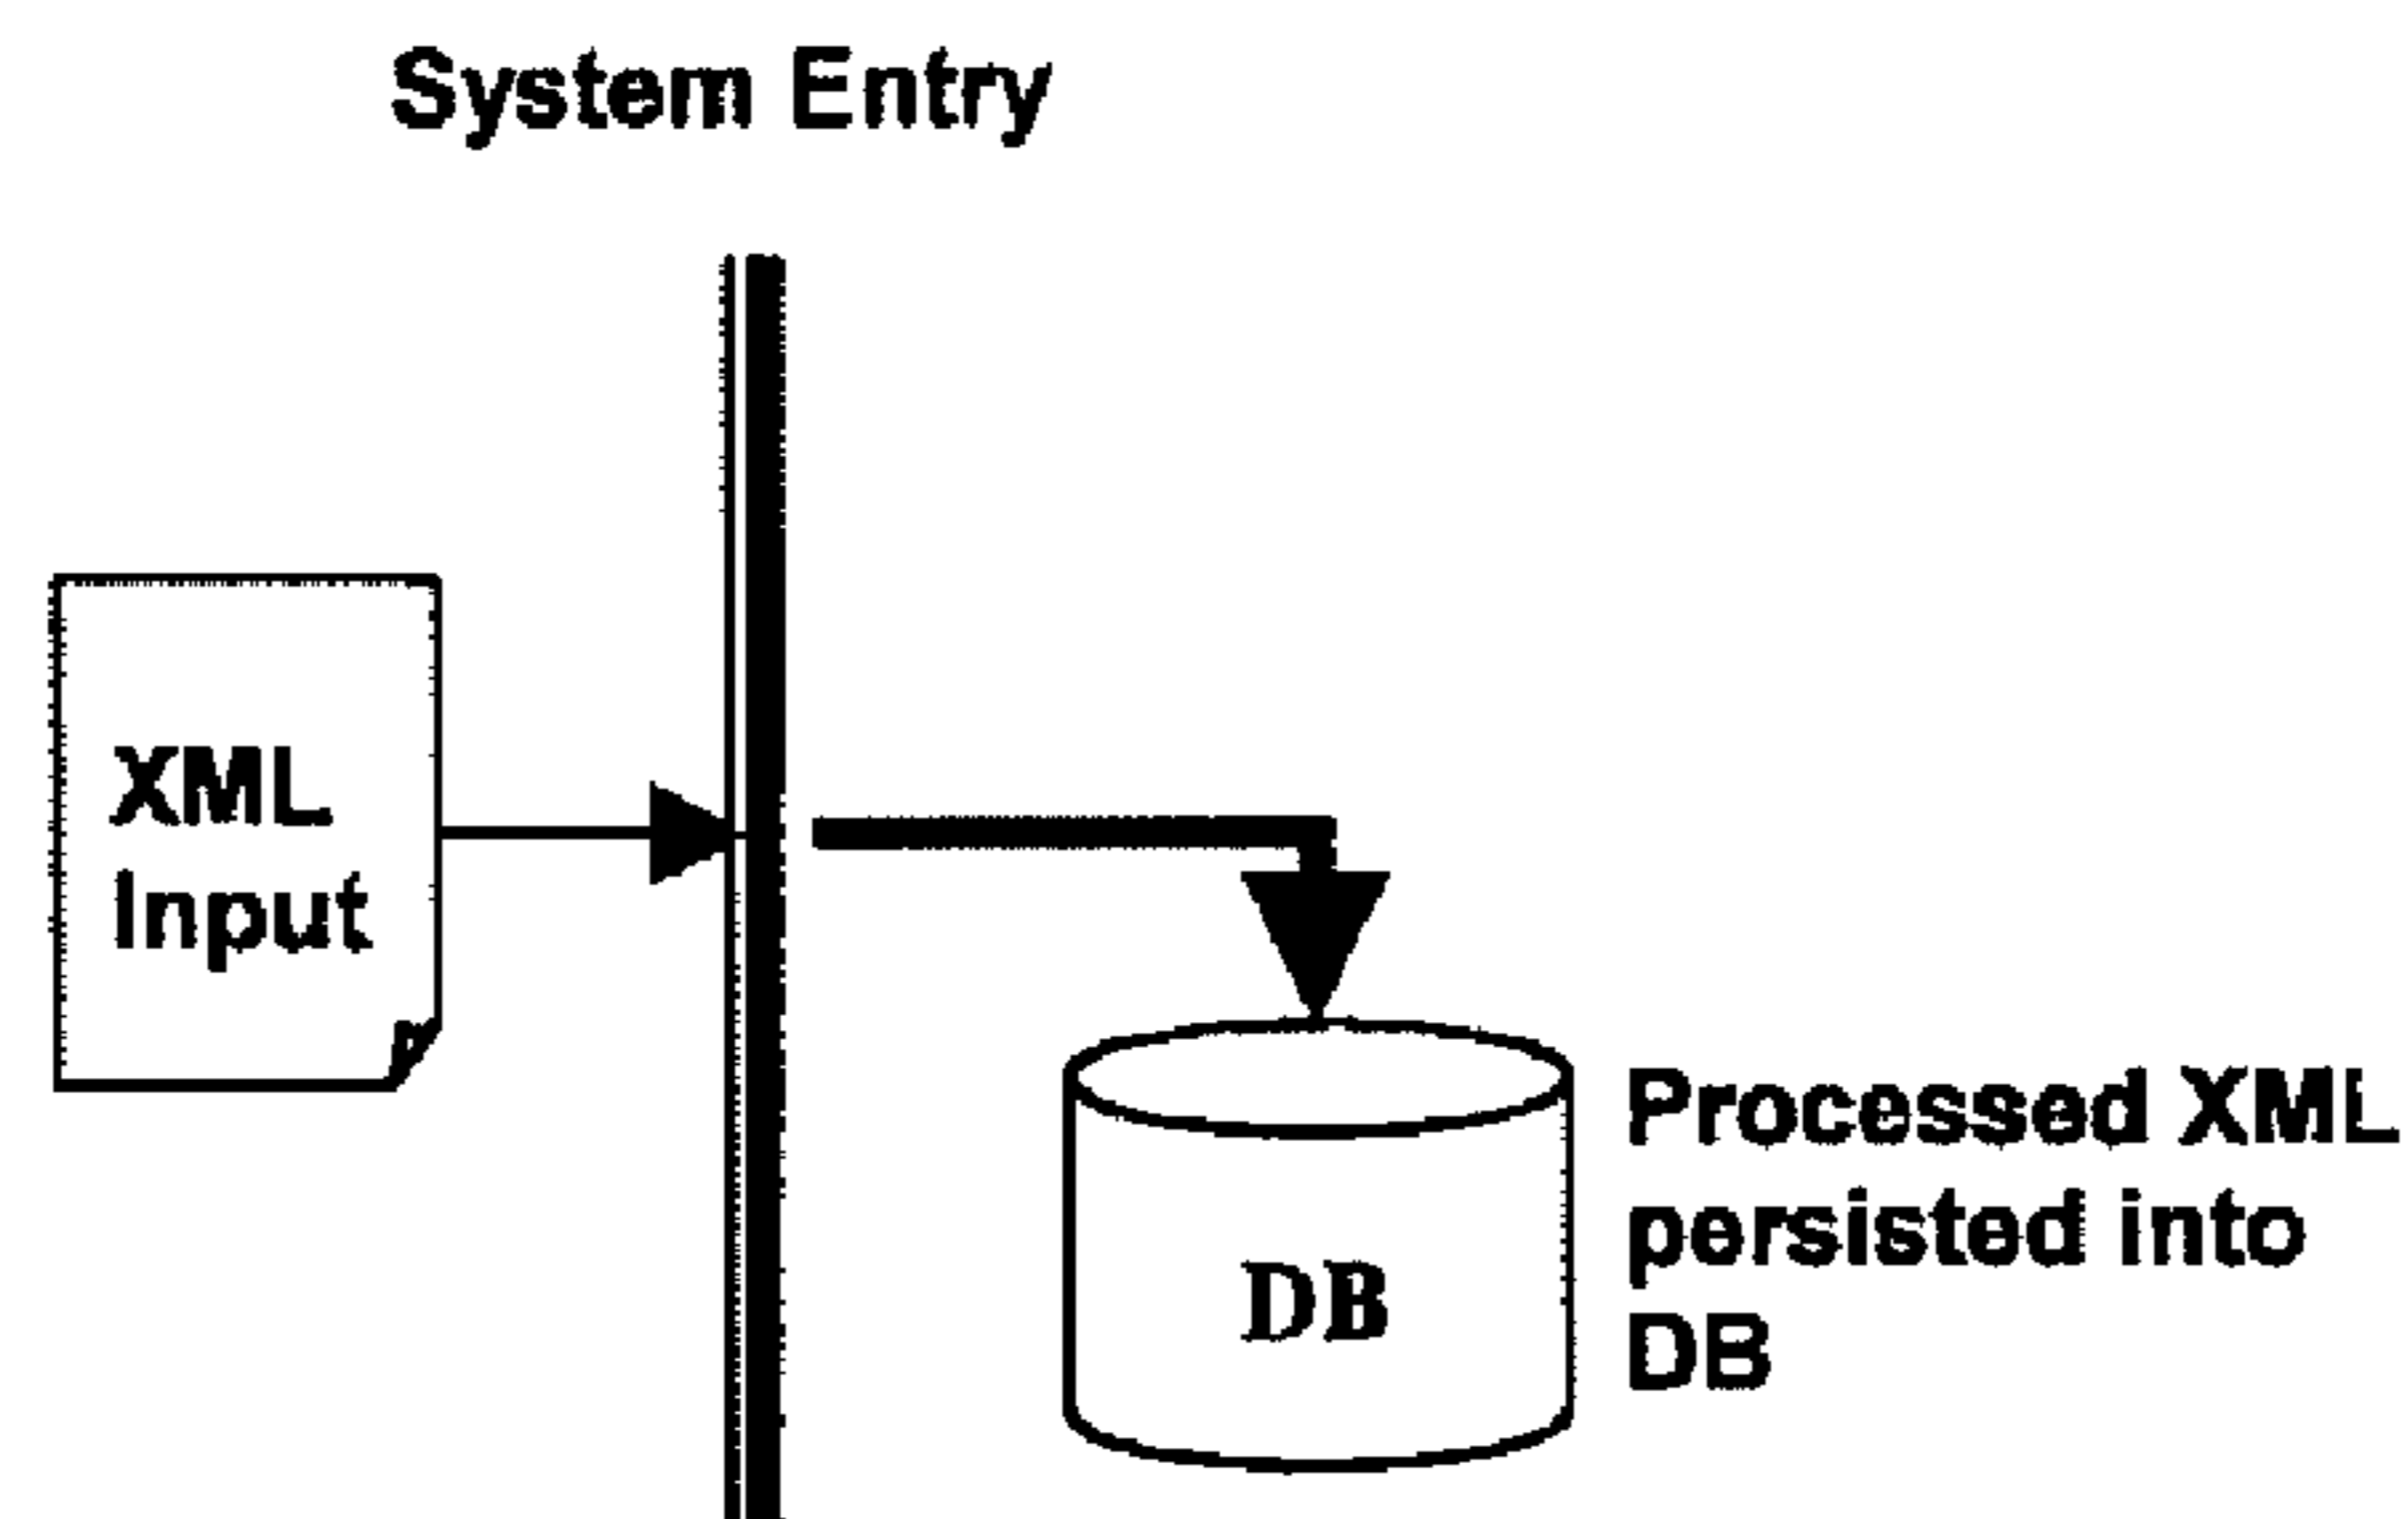 System Entry
XML
Input
DB
Processed XML
persisted into
DB